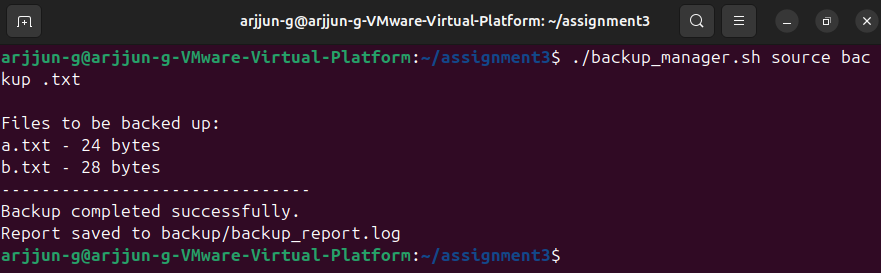 arjjun-g@arjjun-g-VMware-Virtual-Platform: ~/assignment3
arjjun-g@arjjun-g-VMware-Virtual-Platform:~/assignment3$ ./backup_manager.sh source bac
kup .txt
Files to be backed up:
a.txt - 24 bytes
b.txt - 28 bytes
-------------------------------
Backup completed successfully.
Report saved to backup/backup_report.log
arjjun-g@arjjun-g-VMware-Virtual-Platform:~/assignment3$